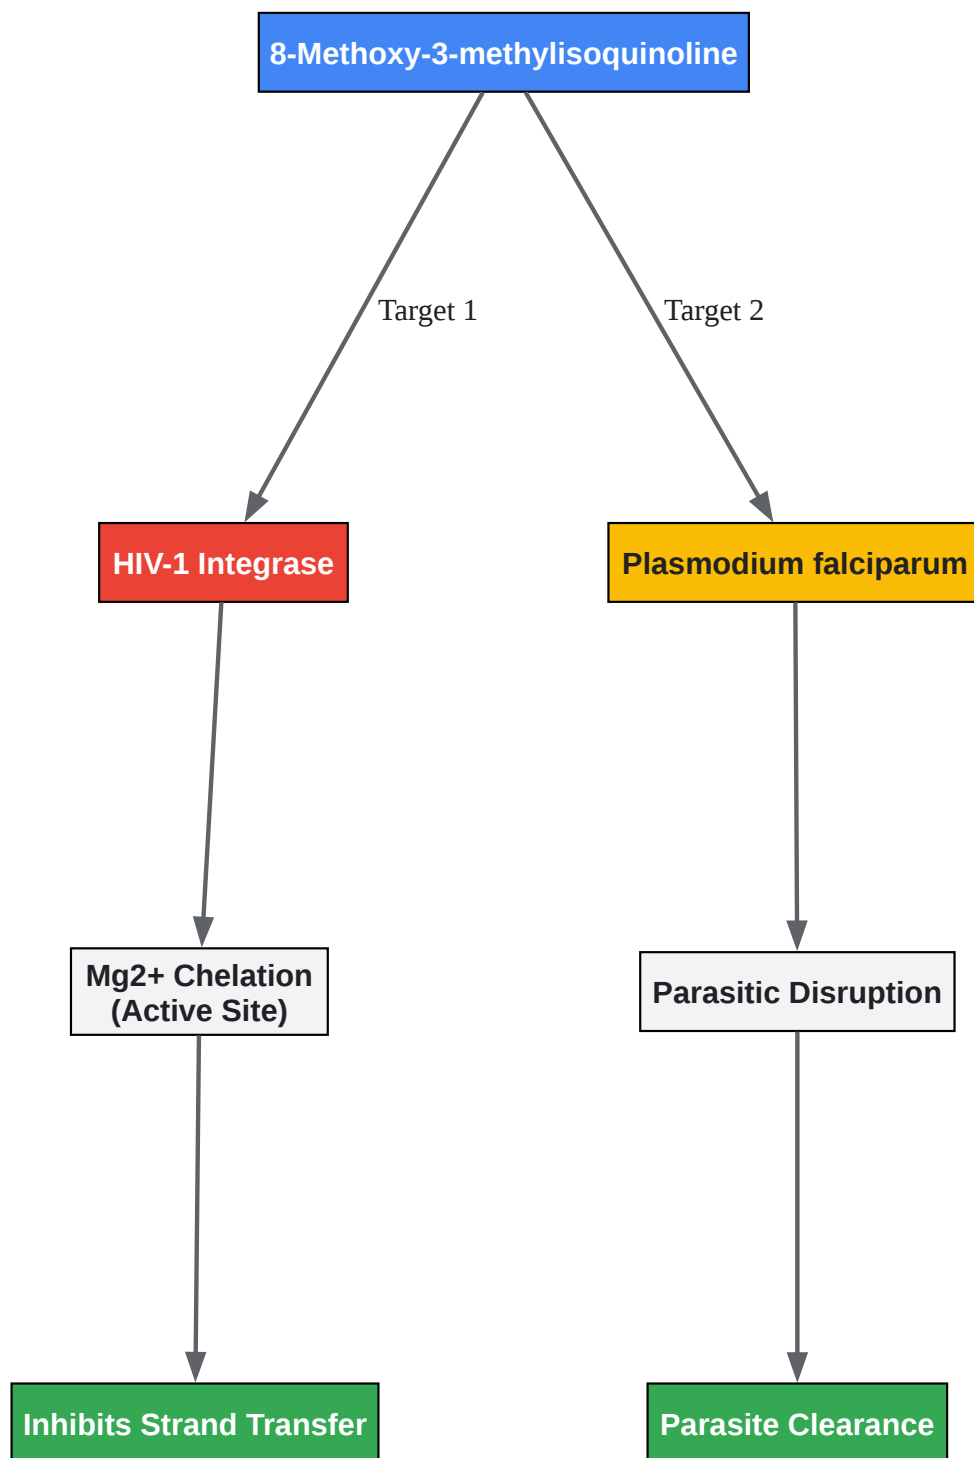 8-Methoxy-3-methylisoquinoline
Target 1
Target 2
HIV-1 Integrase
Plasmodium falciparum
Mg2+ Chelation
(Active Site)
Parasitic Disruption
Inhibits Strand Transfer
Parasite Clearance